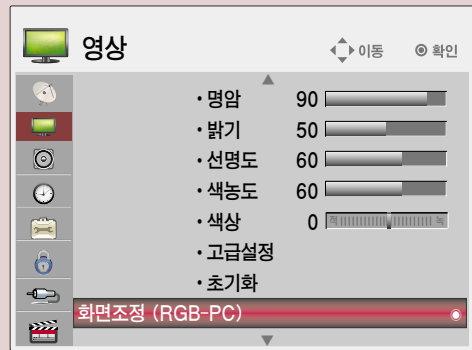 영상
이동 확인
· 명암 90
· 밝기 50
· 선명도 60
· 색농도 60
· 색상 0 적 녹
· 고급설정
· 초기화
화면조정 (RGB-PC)